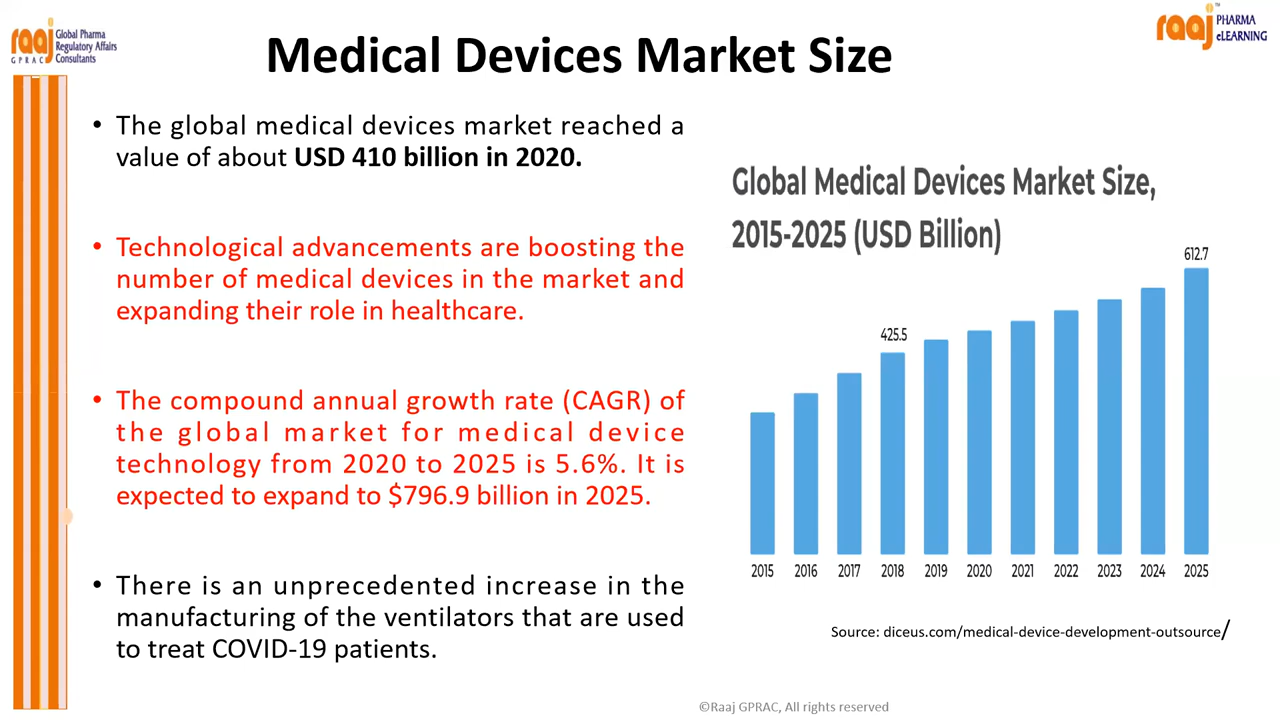 raaj
GPRAC
Global Pharma
Regulatory Affairs
Consultants
Medical Devices Market Size
raaj
™
PHARMA
eLEARNING
• The global medical devices market reached a
value of about USD 410 billion in 2020.
• Technological advancements are boosting the
number of medical devices in the market and
expanding their role in healthcare.
• The compound annual growth rate (CAGR) of
the global market for medical device
technology from 2020 to 2025 is 5.6%. It is
expected to expand to $796.9 billion in 2025.
• There is an unprecedented increase in the
manufacturing of the ventilators that are used
to treat COVID-19 patients.
Global Medical Devices Market Size,
2015-2025 (USD Billion)
612.7
425.5
2015 2016 2017 2018 2019 2020 2021 2022 2023 2024 2025
Source: diceus.com/medical-device-development-outsource/
©Raaj GPRAC, All rights reserved